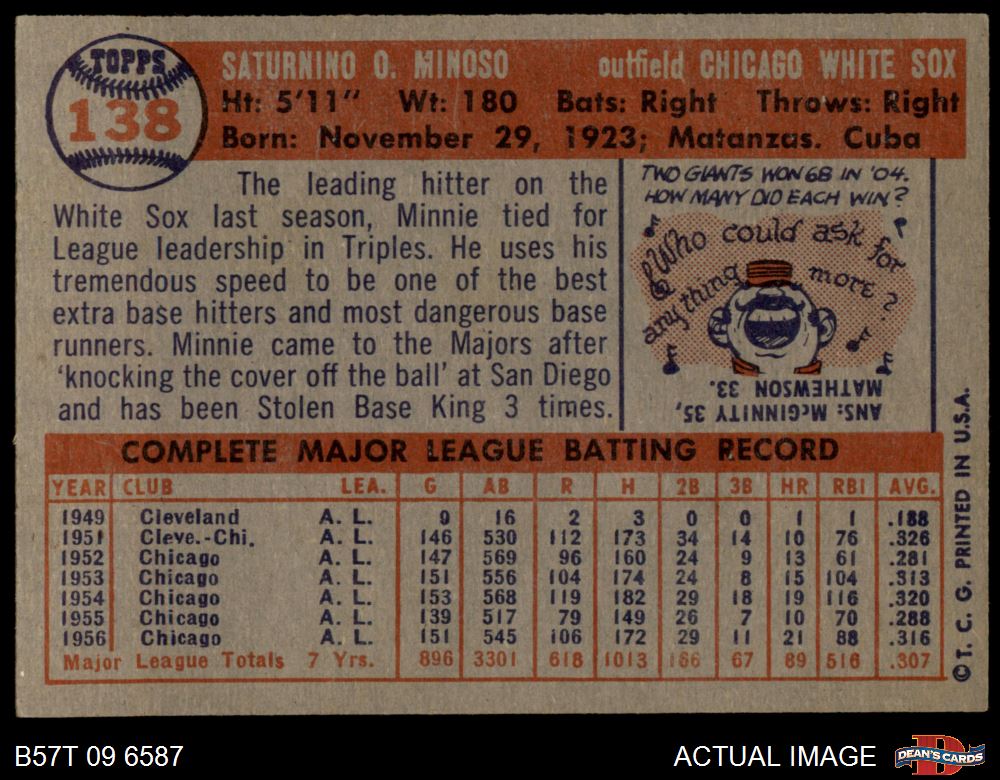 TOPPS
138
SATURNINO O. MINOSO outfield CHICAGO WHITE SOX
Ht: 5'11" Wt: 180 Bats: Right Throws: Right
Born: November 29, 1923; Matanzas. Cuba
The leading hitter on the
White Sox last season, Minnie tied for
League leadership in Triples. He uses his
tremendous speed to be one of the best
extra base hitters and most dangerous base
runners. Minnie came to the Majors after
'knocking the cover off the ball' at San Diego
and has been Stolen Base King 3 times.
TWO GIANTS WON 68 IN '04.
HOW MANY DID EACH WIN?
Who could ask for
anything more?
ANS: McGINNITY 35,
MATHEWSON 33.
COMPLETE MAJOR LEAGUE BATTING RECORD
YEAR CLUB LEA. G AB R H 2B 3B HR RBI AVG.
1949 Cleveland A. L. 9 16 2 3 0 0 1 1 .188
1951 Cleve.-Chi. A. L. 146 530 112 173 34 14 10 76 .326
1952 Chicago A. L. 147 569 96 160 24 9 13 61 .281
1953 Chicago A. L. 151 556 104 174 24 8 15 104 .313
1954 Chicago A. L. 153 568 119 182 29 18 19 116 .320
1955 Chicago A. L. 139 517 79 149 26 7 10 70 .288
1956 Chicago A. L. 151 545 106 172 29 11 21 88 .316
Major League Totals 7 Yrs. 896 3301 618 1013 166 67 89 516 .307
© T. C. G. PRINTED IN U.S.A.
B57T 09 6587
ACTUAL IMAGE
DEAN'S CARDS